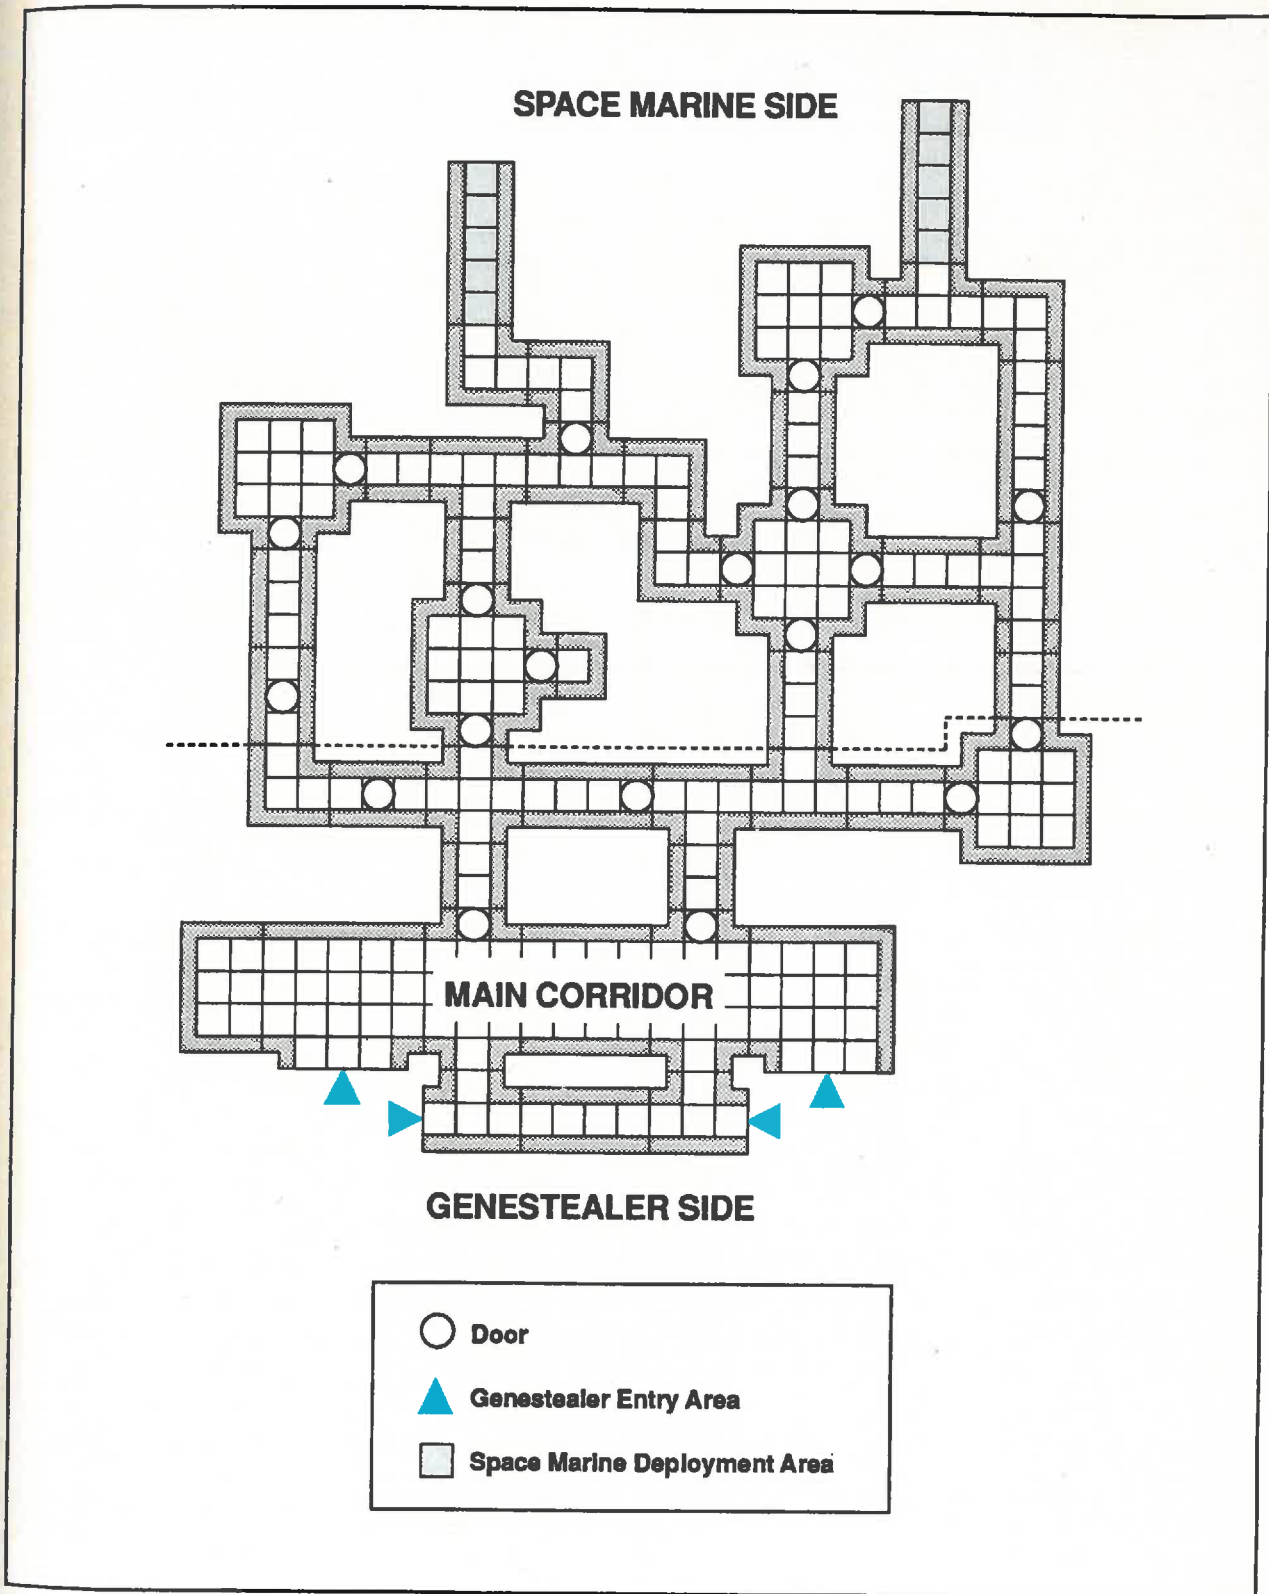 SPACE MARINE SIDE
MAIN CORRIDOR
GENESTEALER SIDE
Door
Genestealer Entry Area
Space Marine Deployment Area